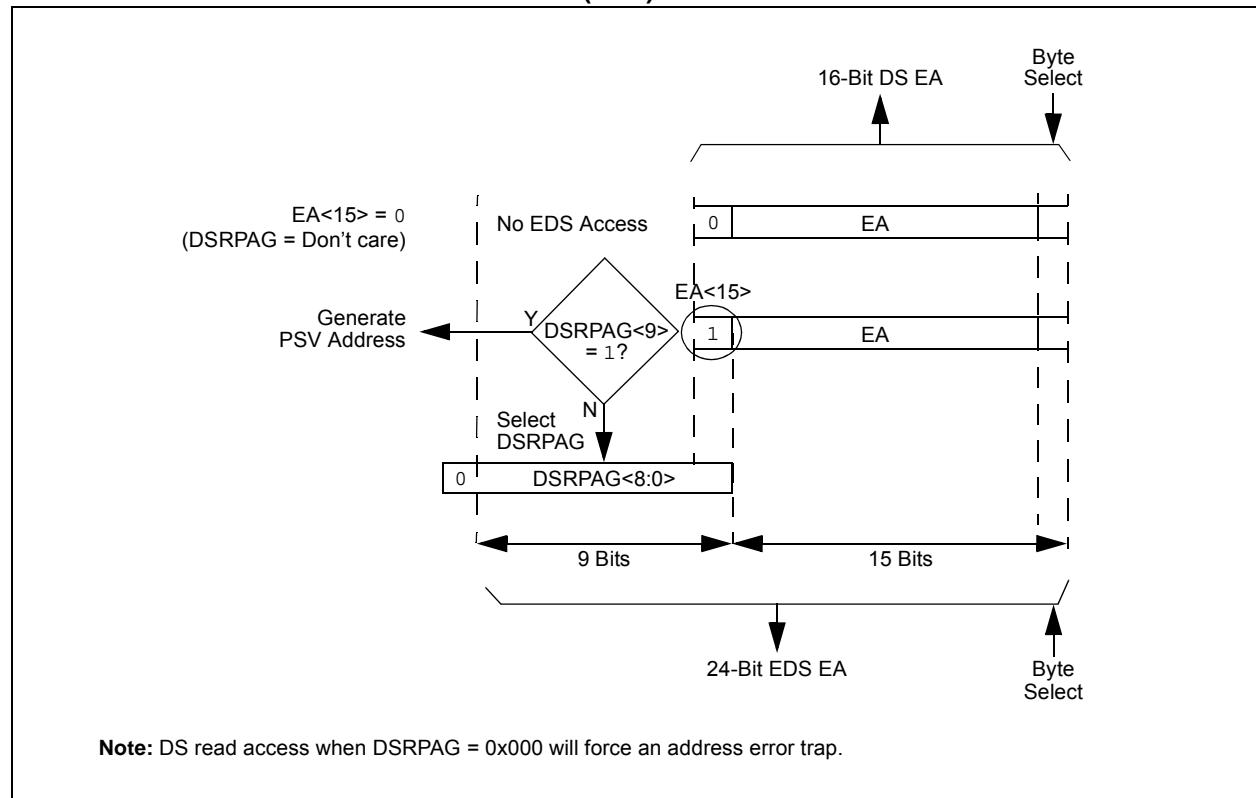 16-Bit DS EA
Byte
Select
EA<15> = 0
(DSRPAG = Don't care)
No EDS Access
0
EA
EA<15>
Generate
PSV Address
Y
DSRPAG<9>
= 1?
1
EA
N
Select
DSRPAG
0
DSRPAG<8:0>
9 Bits
15 Bits
24-Bit EDS EA
Byte
Select
Note: DS read access when DSRPAG = 0x000 will force an address error trap.